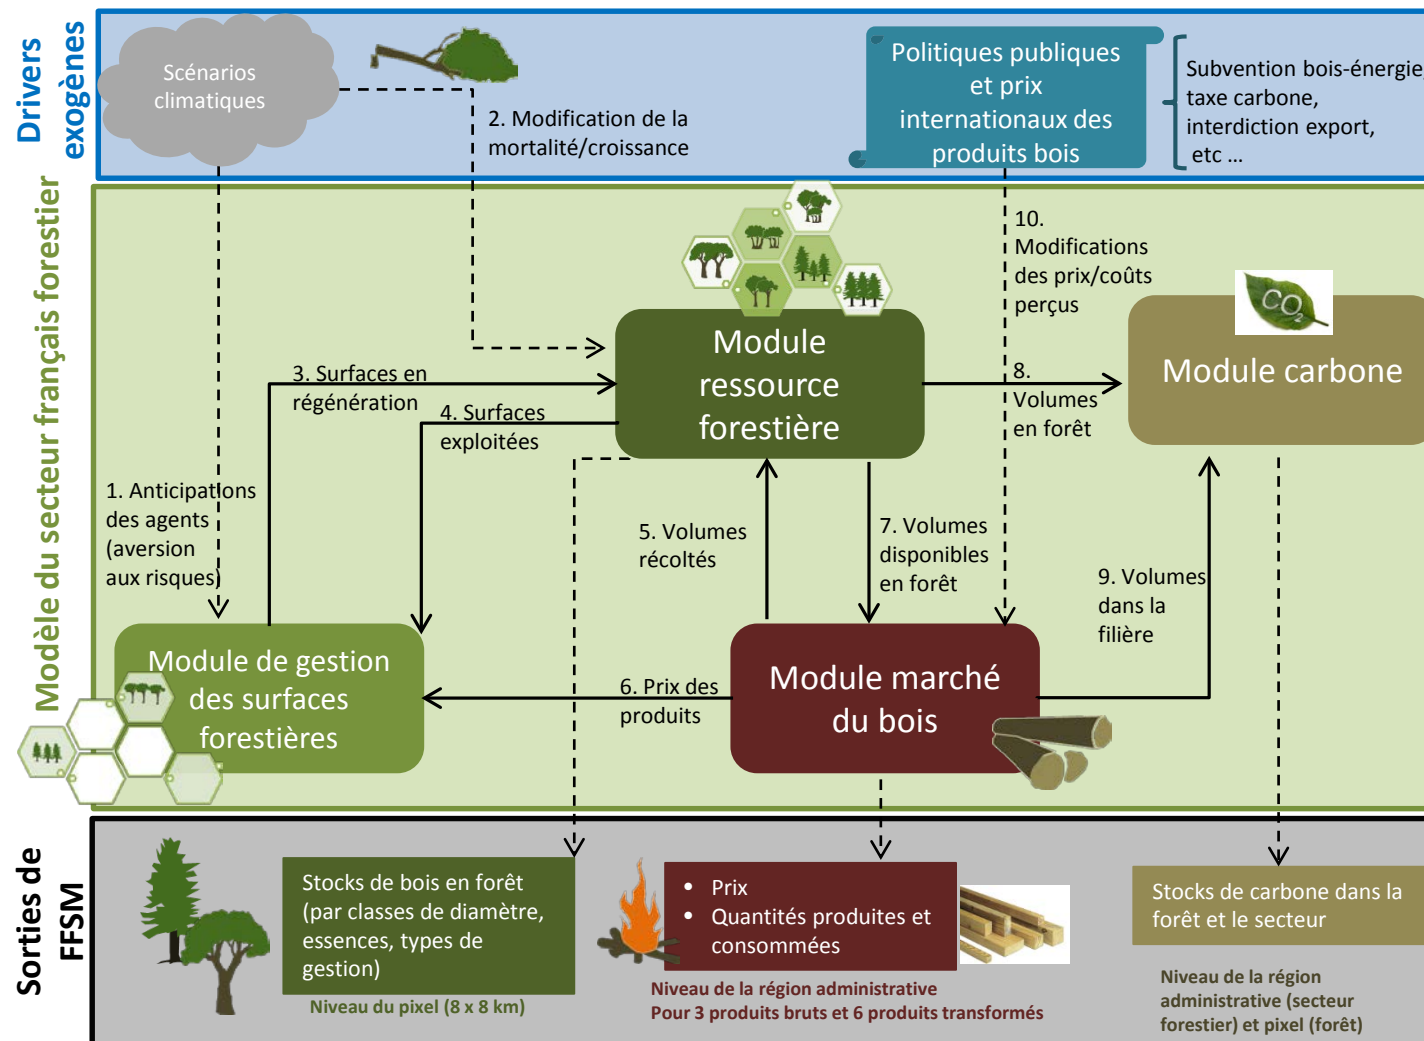 Drivers
exogènes
Scénarios
climatiques
2. Modification de la
mortalité/croissance
Politiques publiques
et prix
internationaux des
produits bois
Subvention bois-énergie,
taxe carbone,
interdiction export,
etc ...
Modèle du secteur français forestier
10.
Modifications
des prix/coûts
perçus
CO2
Module
ressource
forestière
Module carbone
3. Surfaces en
régénération
4. Surfaces
exploitées
8.
Volumes
en forêt
1. Anticipations
des agents
(aversion
aux risques)
5. Volumes
récoltés
7. Volumes
disponibles
en forêt
9. Volumes
dans la
filière
Module de gestion
des surfaces
forestières
6. Prix des
produits
Module marché
du bois
Sorties de
FFSM
Stocks de bois en forêt
(par classes de diamètre,
essences, types de
gestion)
Niveau du pixel (8 x 8 km)
• Prix
• Quantités produites et
consommées
Niveau de la région administrative
Pour 3 produits bruts et 6 produits transformés
Stocks de carbone dans la
forêt et le secteur
Niveau de la région
administrative (secteur
forestier) et pixel (forêt)